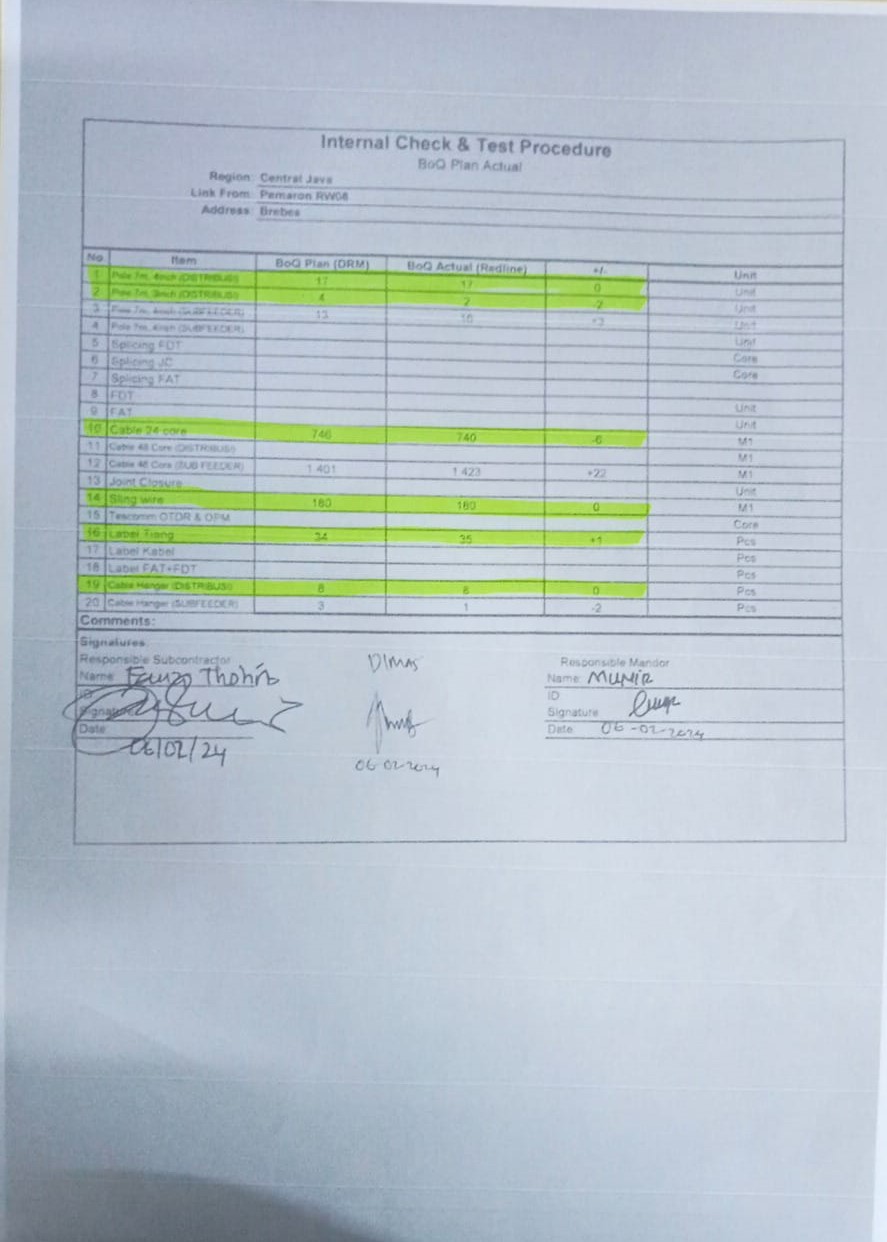 Internal Check & Test Procedure
BoQ Plan Actual
Region: Central Java
Link From: Pemaron RW08
Address: Brebes
No Item BoQ Plan (DRM) BoQ Actual (Redline) +/- Unit
1 Pole 7m, 4inch (DISTRIBUSI) 17 17 0 Unit
2 Pole 7m, 3inch (DISTRIBUSI) 4 2 -2 Unit
3 Pole 7m, 4inch (SUBFEEDER) 13 16 +3 Unit
4 Pole 7m, (SUBFEEDER) Unit
5 Splicing FDT Core
6 Splicing JC Core
7 Splicing FAT
8 FDT Unit
9 FAT Unit
10 Cable 24 core 746 740 -6 M1
11 Cable 48 Core (DISTRIBUSI) M1
12 Cable 48 Core (SUB FEEDER) 1.401 1.423 +22 M1
13 Joint Closure Unit
14 Sling wire 180 180 0 M1
15 Tescomm OTDR & OPM Core
16 Label Tiang 34 35 +1 Pcs
17 Label Kabel Pcs
18 Label FAT+FDT Pcs
19 Cable Hanger (DISTRIBUSI) 8 8 0 Pcs
20 Cable Hanger (SUBFEEDER) 3 1 -2 Pcs
Comments:
Signatures:
Responsible Subcontractor DIMAS Responsible Mandor
Name: Name: MUNIR
ID ID
Signature Signature
Date 06/02/24 06-02-2024 Date 06-02-2024